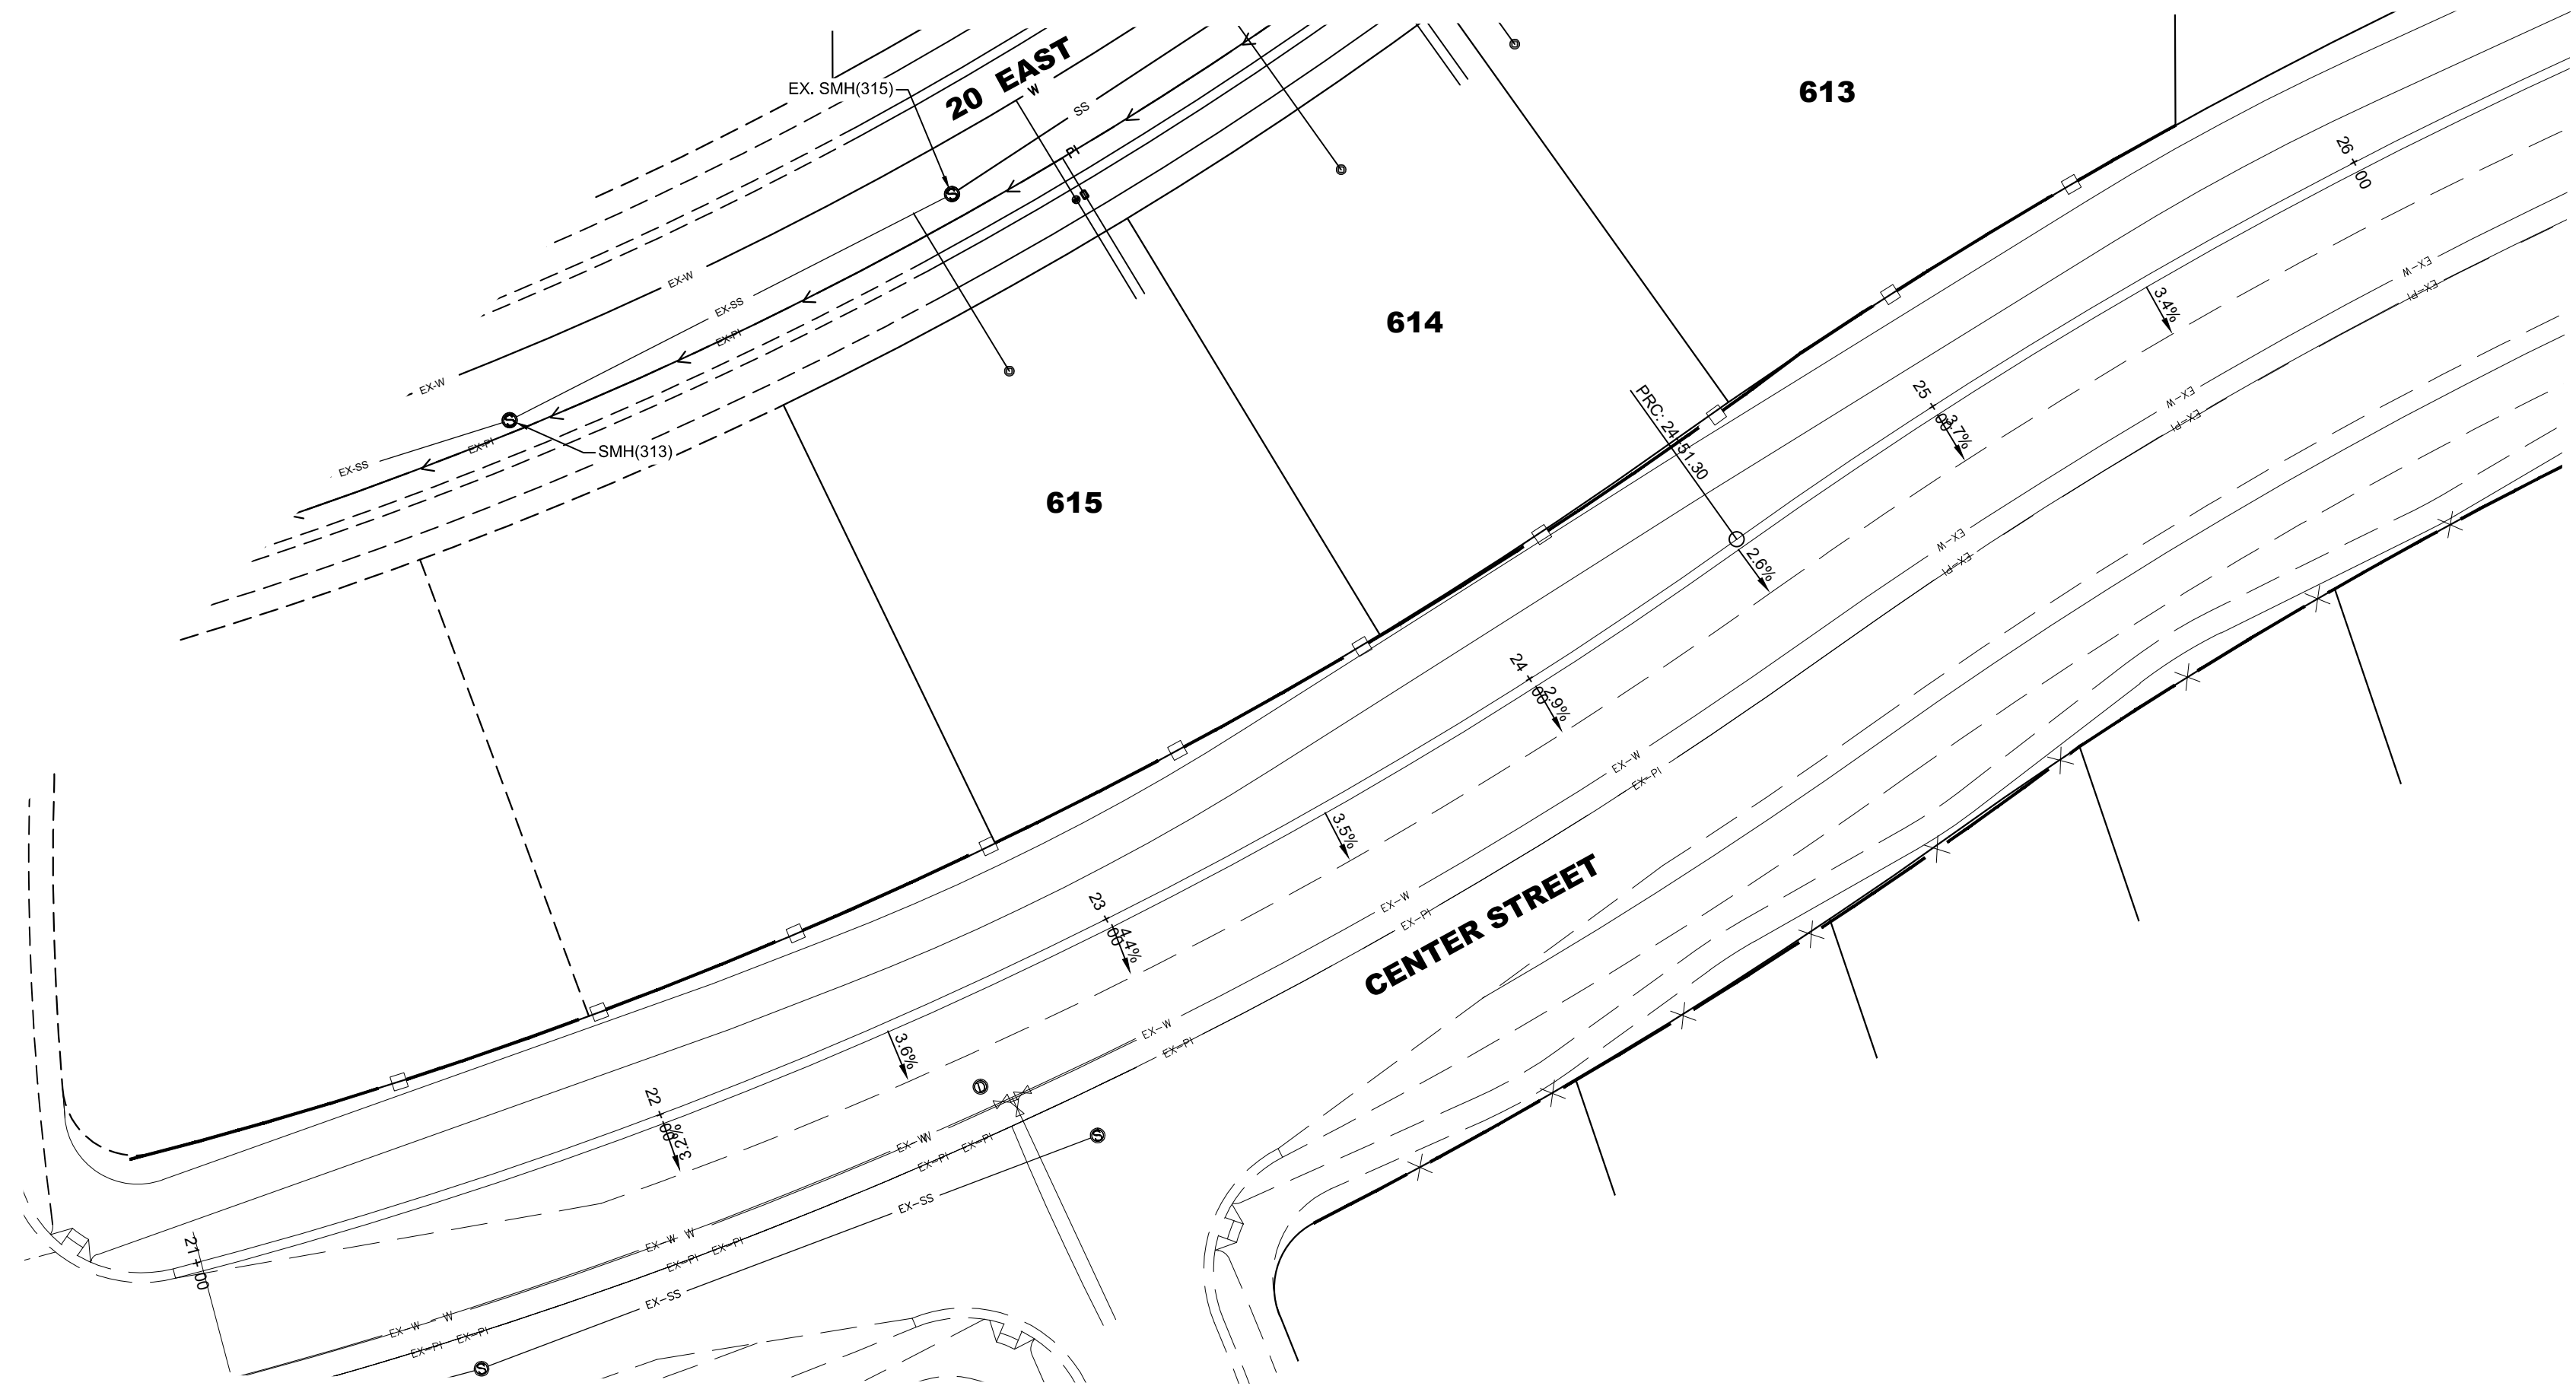 20 EAST
EX. SMH(315)
W
SS
PI
613
26+00
EX-W
EX-PI
3.4%
EX-W
EX-SS
EX-PI
614
EX-W
25+00
3.7%
EX-W
EX-PI
PRC: 24+51.30
EX-SS
EX-PI
SMH(313)
615
2.6%
EX-W
EX-PI
24+00
2.9%
EX-W
EX-PI
3.5%
CENTER STREET
23+00
4.4%
EX-W
EX-PI
3.6%
EX-W
EX-PI
22+00
3.2%
EX-W W
EX-PI EX-PI
EX-SS
EX-W W
EX-PI EX-PI
EX-SS
21+00
EX-W W
EX-PI EX-PI
S
S
S
S
D